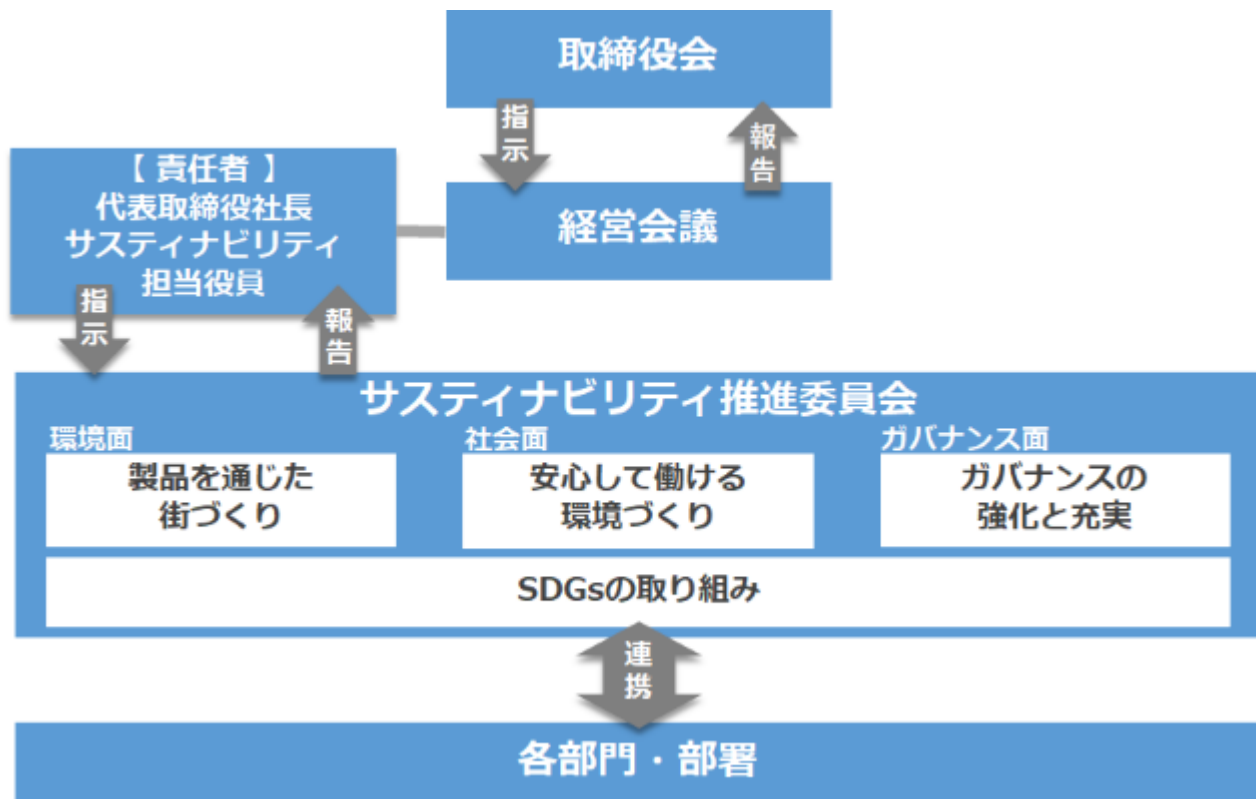 取締役会
指示
報告
【 責任者 】
代表取締役社長
サスティナビリティ
担当役員
経営会議
指示
報告
サスティナビリティ推進委員会
環境面
製品を通じた
街づくり
社会面
安心して働ける
環境づくり
ガバナンス面
ガバナンスの
強化と充実
SDGsの取り組み
連携
各部門・部署